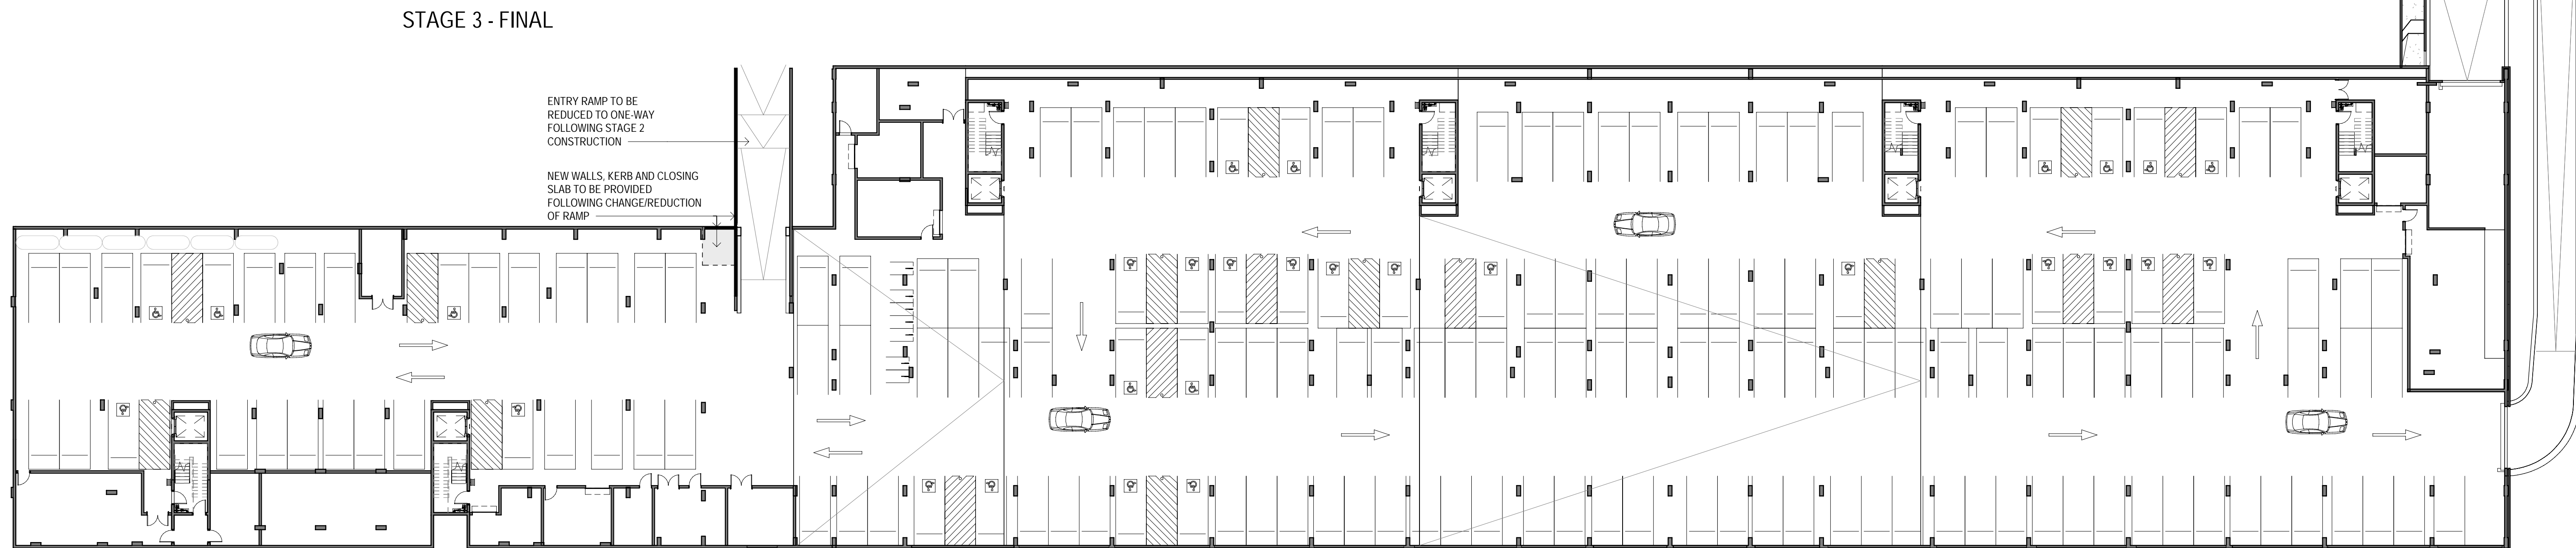 STAGE 3 - FINAL
ENTRY RAMP TO BE
REDUCED TO ONE-WAY
FOLLOWING STAGE 2
CONSTRUCTION
NEW WALLS, KERB AND CLOSING
SLAB TO BE PROVIDED
FOLLOWING CHANGE/REDUCTION
OF RAMP